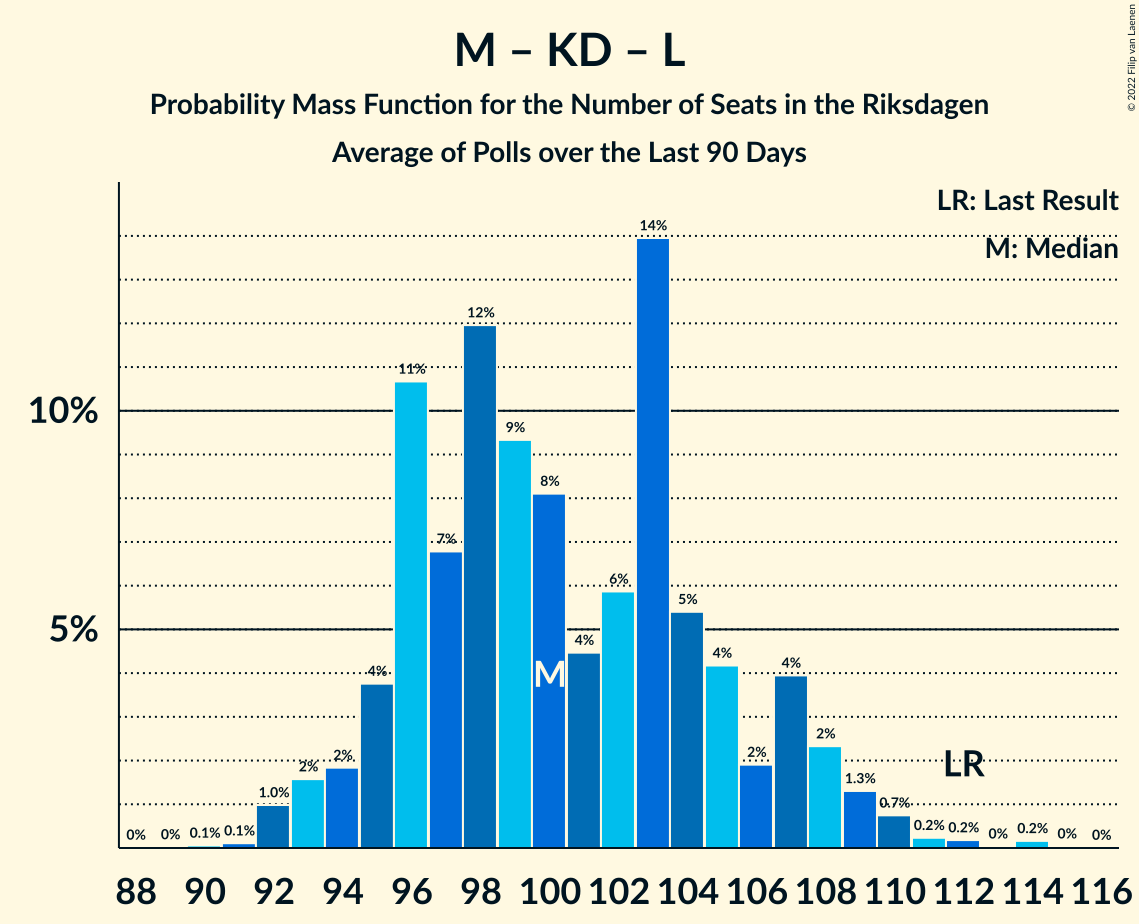 M – KD – L
Probability Mass Function for the Number of Seats in the Riksdagen
Average of Polls over the Last 90 Days
© 2022 Filip van Laenen
LR: Last Result
M: Median
10%
5%
0% 0% 0.1% 0.1% 1.0% 2% 2% 4% 11% 7% 12% 9% 8% 4% 6% 14% 5% 4% 2% 4% 2% 1.3% 0.7% 0.2% 0.2% 0% 0.2% 0% 0%
M
LR
88 90 92 94 96 98 100 102 104 106 108 110 112 114 116